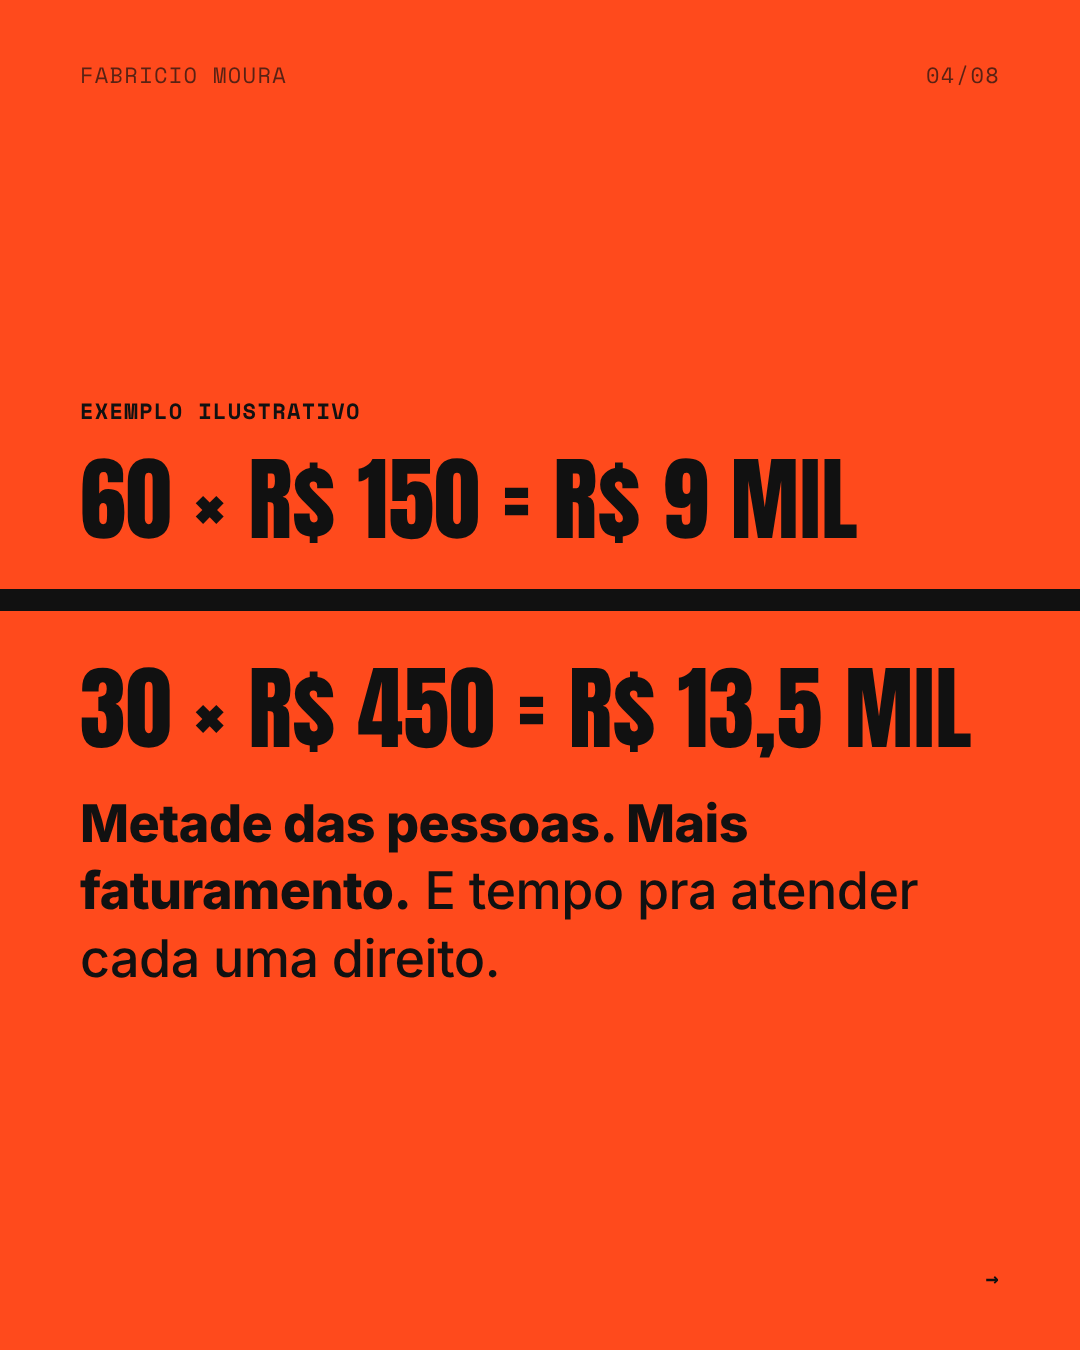 FABRICIO MOURA
04/08
EXEMPLO ILUSTRATIVO
60 × R$ 150 = R$ 9 MIL
30 × R$ 450 = R$ 13,5 MIL
Metade das pessoas. Mais
faturamento. E tempo pra atender
cada uma direito.
→